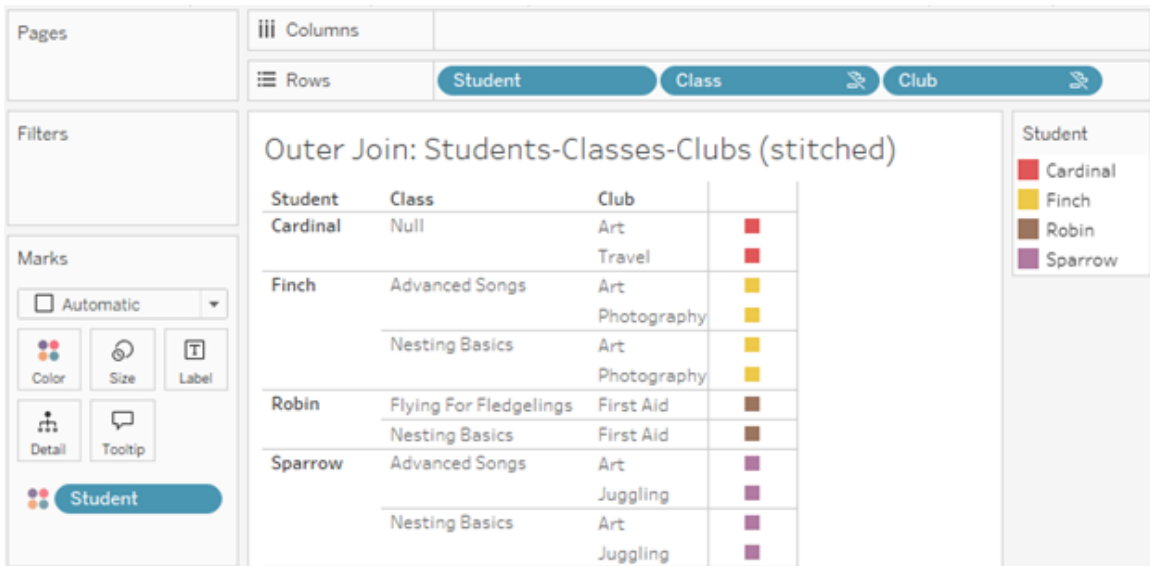 Pages
Columns
Rows
Student Class Club
Filters
Outer Join: Students-Classes-Clubs (stitched)
Student Class Club
Cardinal Null Art
Travel
Finch Advanced Songs Art
Photography
Nesting Basics Art
Photography
Robin Flying For Fledgelings First Aid
Nesting Basics First Aid
Sparrow Advanced Songs Art
Juggling
Nesting Basics Art
Juggling
Marks
Automatic
Color Size Label
T
Detail Tooltip
Student
Student
Cardinal
Finch
Robin
Sparrow